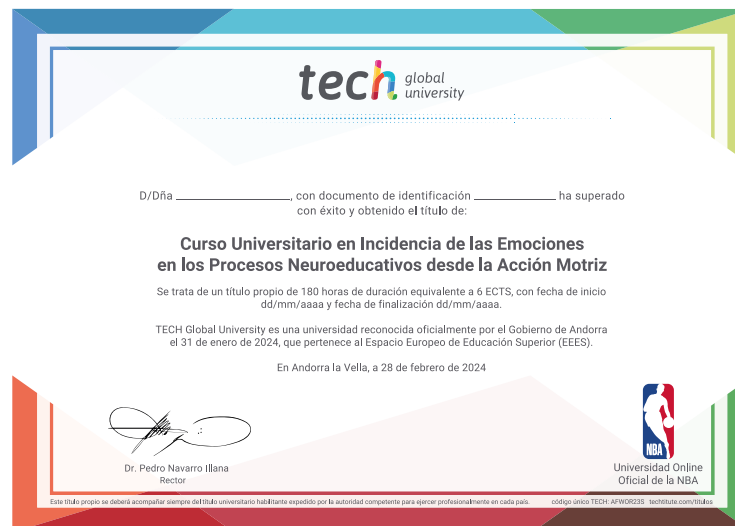 tech global university
D/Dña ______________, con documento de identificación ______________ ha superado
con éxito y obtenido el título de:
Curso Universitario en Incidencia de las Emociones
en los Procesos Neuroeducativos desde la Acción Motriz
Se trata de un título propio de 180 horas de duración equivalente a 6 ECTS, con fecha de inicio
dd/mm/aaaa y fecha de finalización dd/mm/aaaa.
TECH Global University es una universidad reconocida oficialmente por el Gobierno de Andorra
el 31 de enero de 2024, que pertenece al Espacio Europeo de Educación Superior (EEES).
En Andorra la Vella, a 28 de febrero de 2024
Dr. Pedro Navarro Illana
Rector
NBA
Universidad Online
Oficial de la NBA
Este título propio se deberá acompañar siempre del título universitario habilitante expedido por la autoridad competente para ejercer profesionalmente en cada país. código único TECH: AFWOR23S techtitute.com/titulos